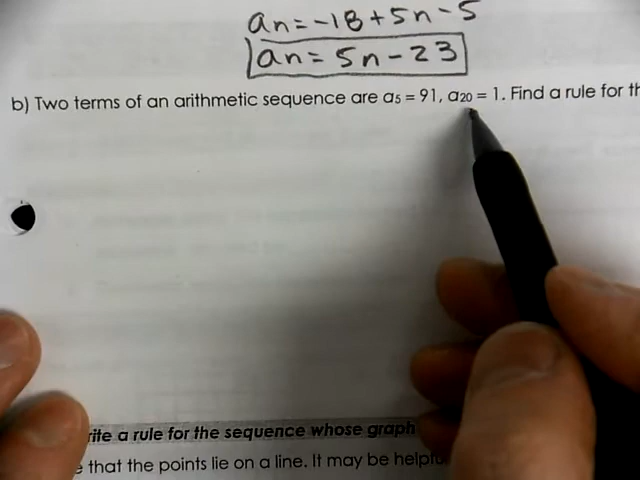 an = -18 + 5n - 5
an = 5n - 23
b) Two terms of an arithmetic sequence are a5 = 91, a20 = 1. Find a rule for th
rite a rule for the sequence whose graph
e that the points lie on a line. It may be helpfu